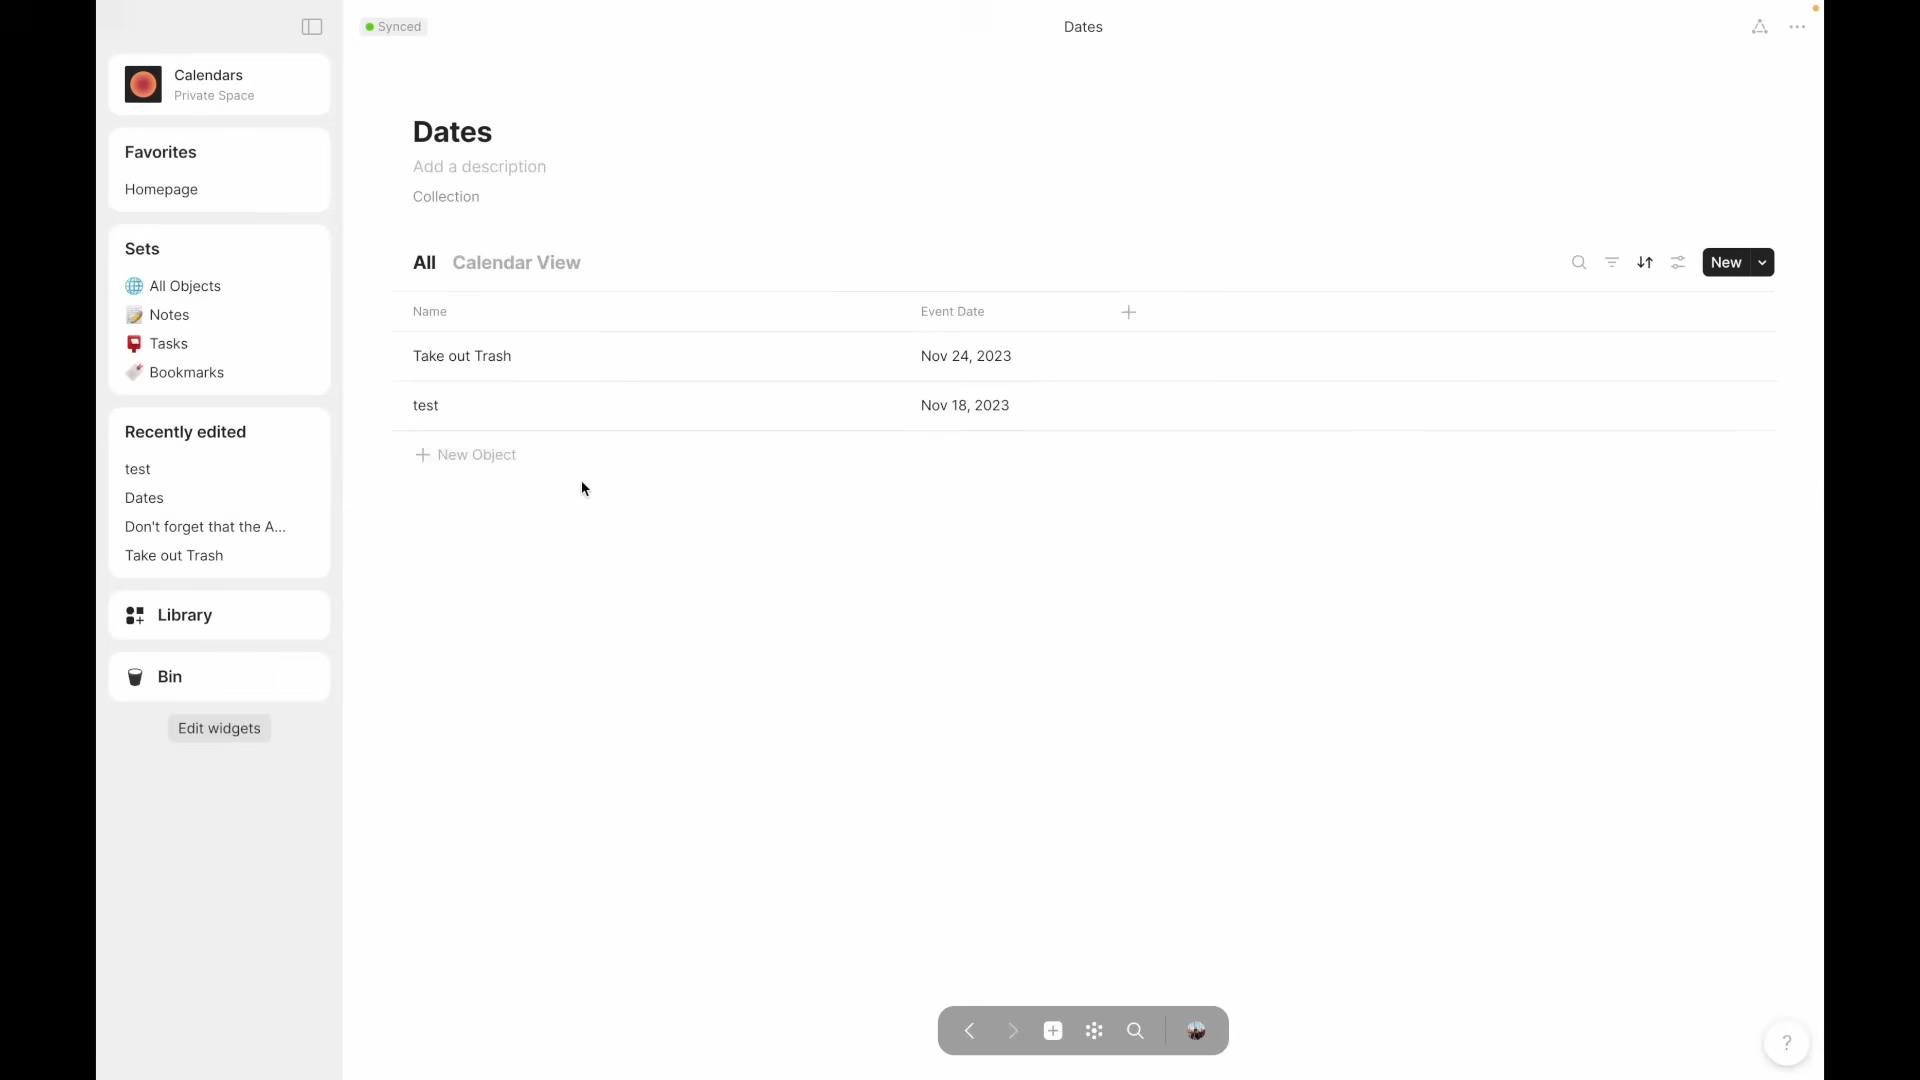 Synced
Dates
Calendars
Private Space
Favorites
Homepage
Sets
All Objects
Notes
Tasks
Bookmarks
Recently edited
test
Dates
Don't forget that the A...
Take out Trash
Library
Bin
Edit widgets
Dates
Add a description
Collection
All Calendar View
New
Name Event Date
Take out Trash Nov 24, 2023
test Nov 18, 2023
New Object
?